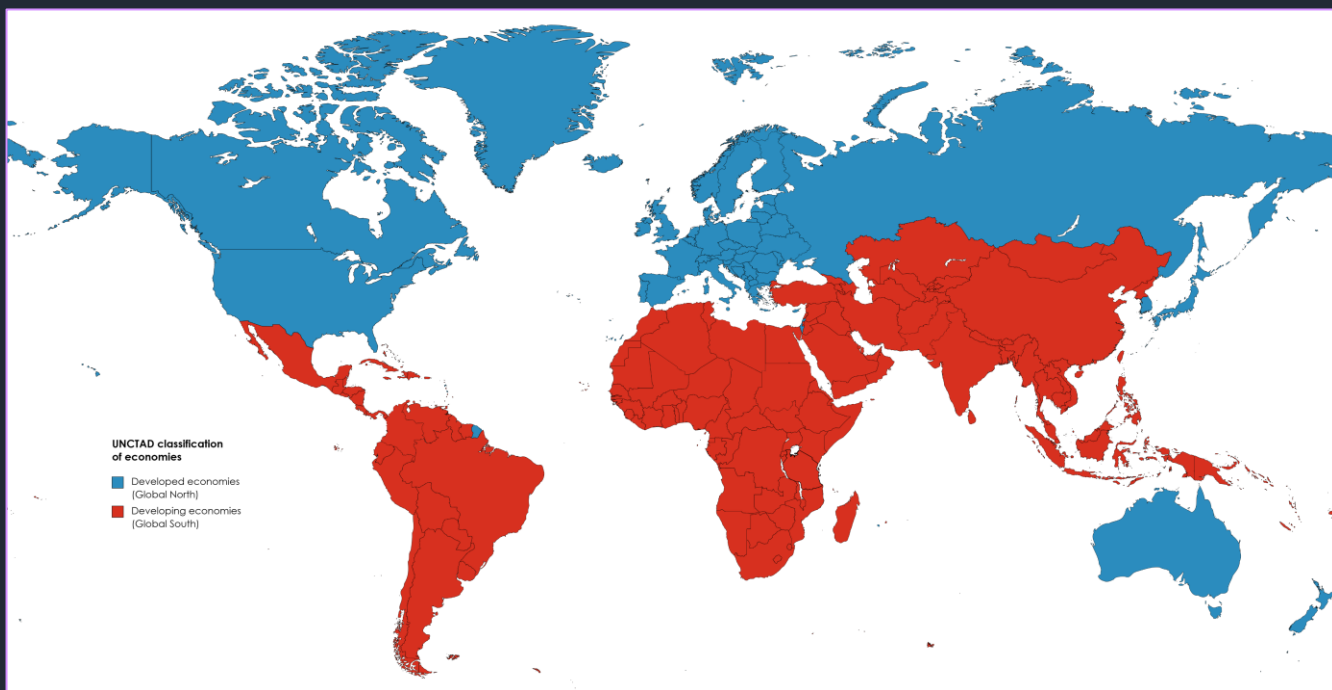 UNCTAD classification
of economies
Developed economies
(Global North)
Developing economies
(Global South)